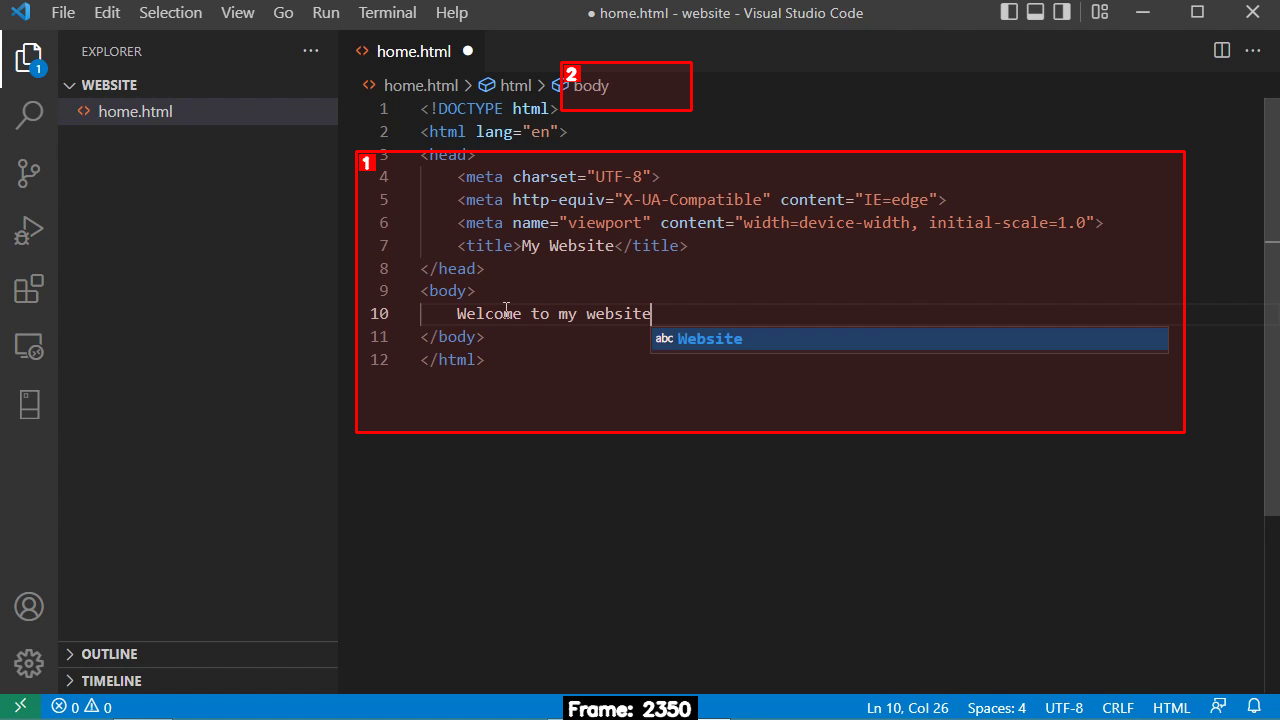 File Edit Selection View Go Run Terminal Help ● home.html - website - Visual Studio Code
EXPLORER ···
home.html ●
WEBSITE
home.html
home.html > html > body
2
1
1
1 <!DOCTYPE html>
2 <html lang="en">
3 <head>
4 <meta charset="UTF-8">
5 <meta http-equiv="X-UA-Compatible" content="IE=edge">
6 <meta name="viewport" content="width=device-width, initial-scale=1.0">
7 <title>My Website</title>
8 </head>
9 <body>
10 Welcome to my website
abc Website
11 </body>
12 </html>
OUTLINE
TIMELINE
0 0 Ln 10, Col 26 Spaces: 4 UTF-8 CRLF HTML
Frame: 2350